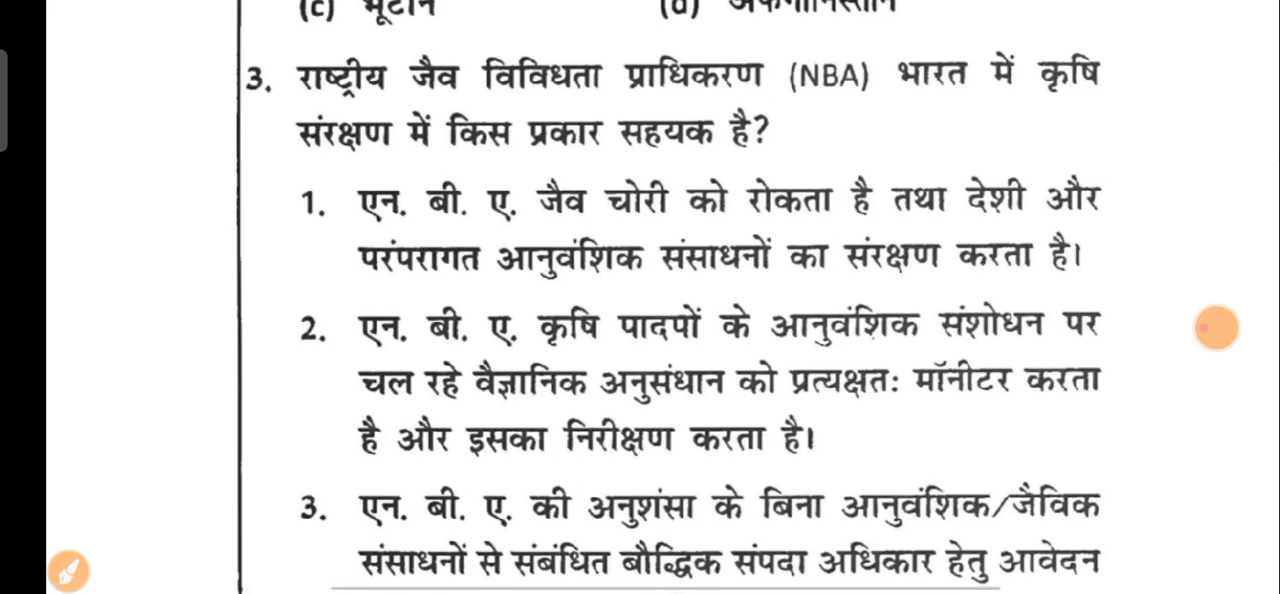 (c) भूटान (d) अफगानिस्तान
3. राष्ट्रीय जैव विविधता प्राधिकरण (NBA) भारत में कृषि
संरक्षण में किस प्रकार सहयक है?
1. एन. बी. ए. जैव चोरी को रोकता है तथा देशी और
परंपरागत आनुवंशिक संसाधनों का संरक्षण करता है।
2. एन. बी. ए. कृषि पादपों के आनुवंशिक संशोधन पर
चल रहे वैज्ञानिक अनुसंधान को प्रत्यक्षतः मॉनीटर करता
है और इसका निरीक्षण करता है।
3. एन. बी. ए. की अनुशंसा के बिना आनुवंशिक/जैविक
संसाधनों से संबंधित बौद्धिक संपदा अधिकार हेतु आवेदन